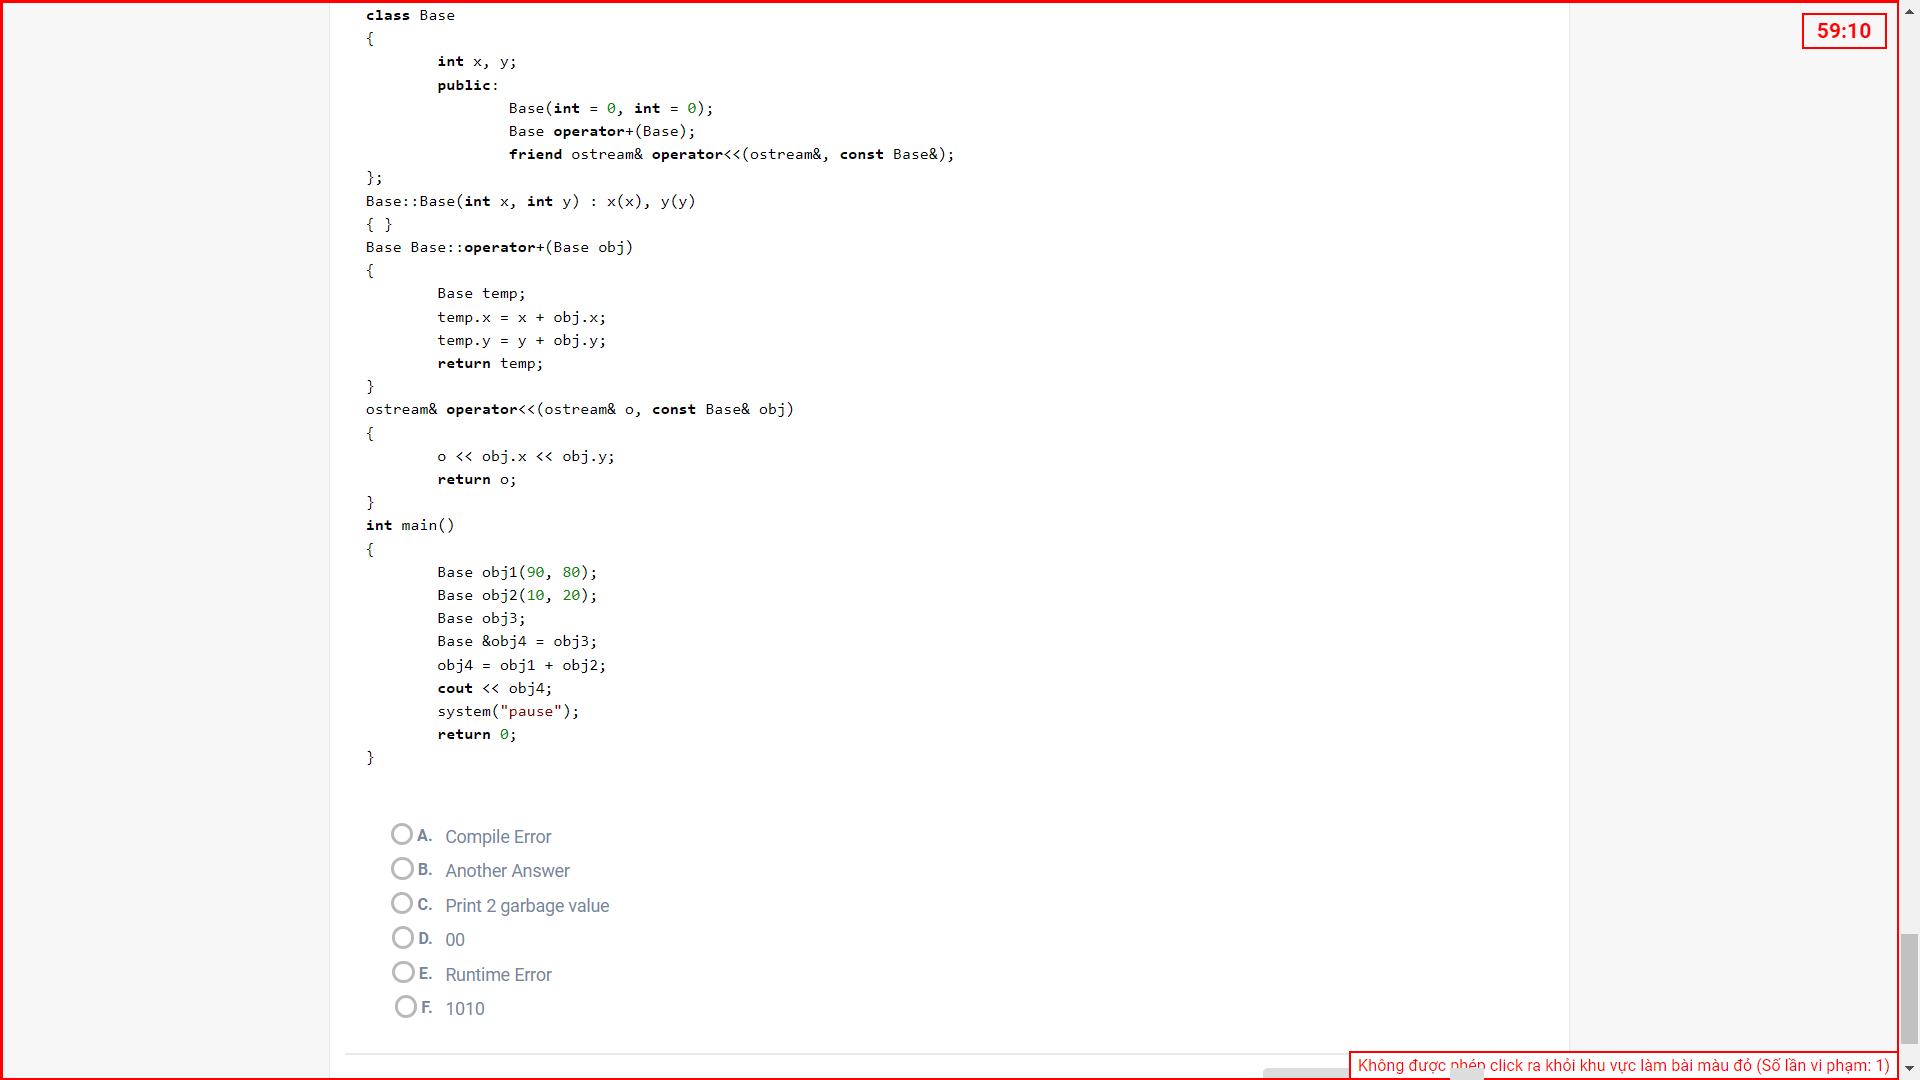 class Base
59:10
{
int x, y;
public:
Base(int = 0, int = 0);
Base operator+(Base);
friend ostream& operator<<(ostream&, const Base&);
};
Base::Base(int x, int y) : x(x), y(y)
{ }
Base Base::operator+(Base obj)
{
Base temp;
temp.x = x + obj.x;
temp.y = y + obj.y;
return temp;
}
ostream& operator<<(ostream& o, const Base& obj)
{
o << obj.x << obj.y;
return o;
}
int main()
{
Base obj1(90, 80);
Base obj2(10, 20);
Base obj3;
Base &obj4 = obj3;
obj4 = obj1 + obj2;
cout << obj4;
system("pause");
return 0;
}
A. Compile Error
B. Another Answer
C. Print 2 garbage value
D. 00
E. Runtime Error
F. 1010
Không được phép click ra khỏi khu vực làm bài màu đỏ (Số lần vi phạm: 1)